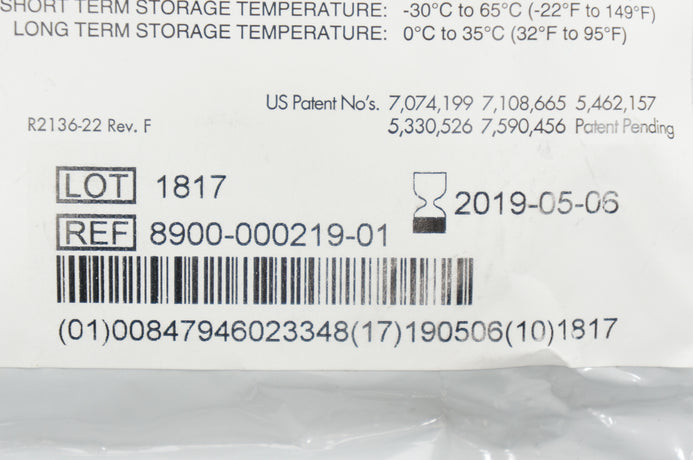 SHORT TERM STORAGE TEMPERATURE: -30°C to 65°C (-22°F to 149°F)
LONG TERM STORAGE TEMPERATURE: 0°C to 35°C (32°F to 95°F)
US Patent No's. 7,074,199 7,108,665 5,462,157
R2136-22 Rev. F 5,330,526 7,590,456 Patent Pending
LOT 1817 2019-05-06
REF 8900-000219-01
(01)00847946023348(17)190506(10)1817